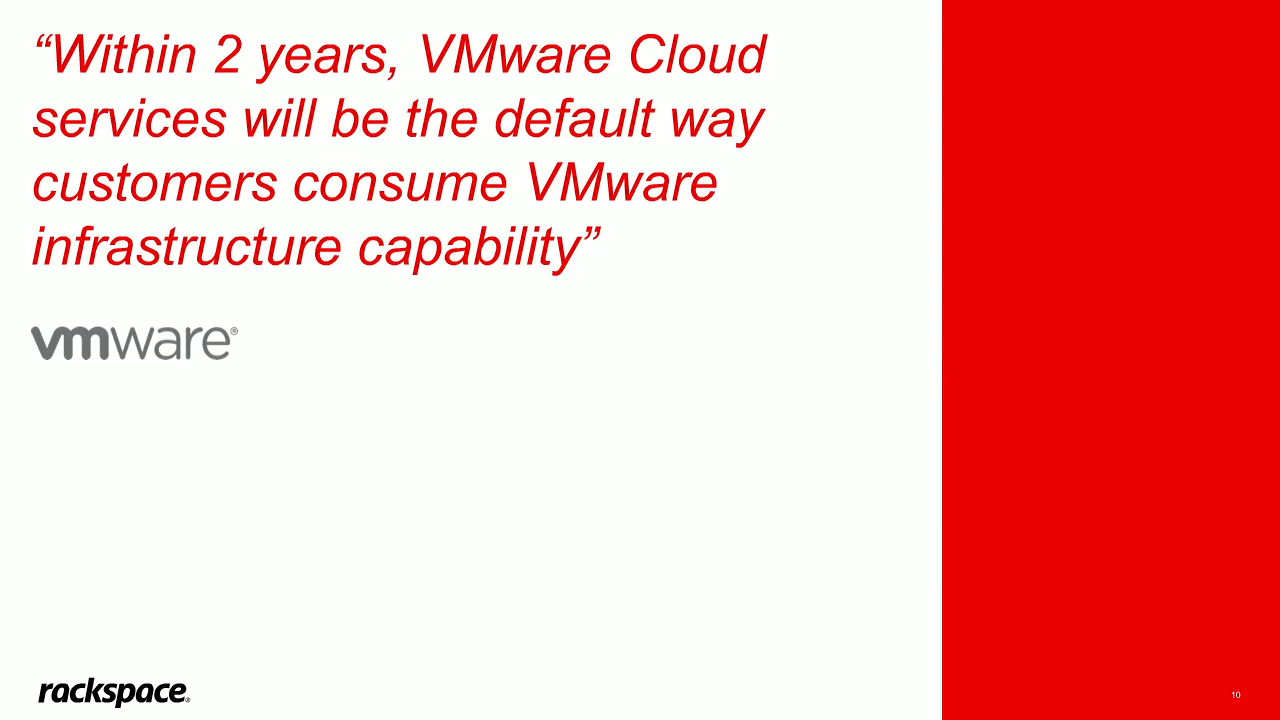 “Within 2 years, VMware Cloud
services will be the default way
customers consume VMware
infrastructure capability”
vmware®
rackspace®
10